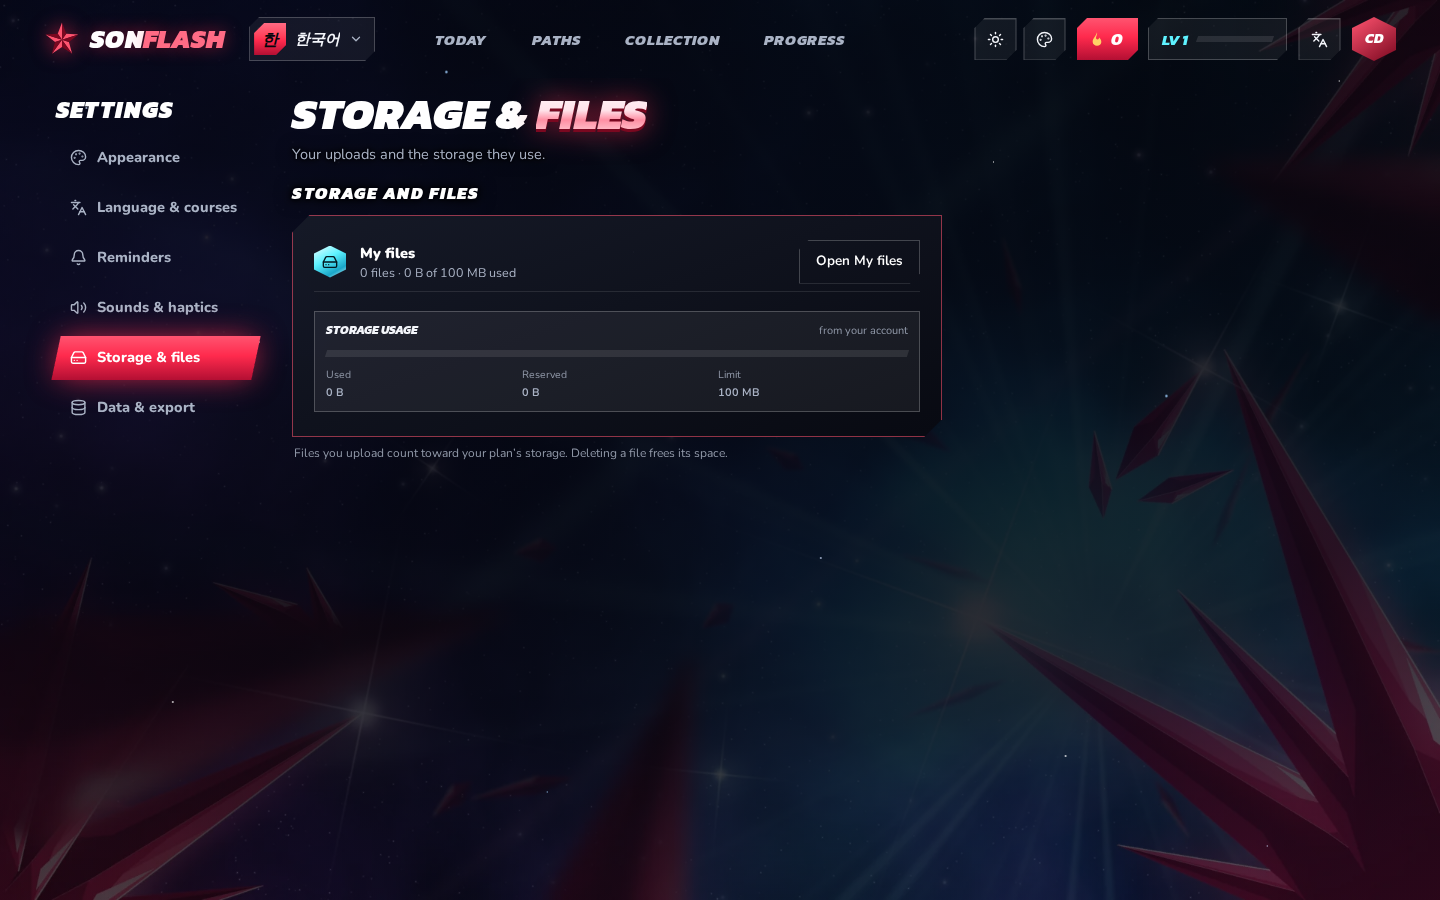 SONFLASH
한 한국어
TODAY PATHS COLLECTION PROGRESS
0
LV 1
CD
SETTINGS
Appearance
Language & courses
Reminders
Sounds & haptics
Storage & files
Data & export
STORAGE & FILES
Your uploads and the storage they use.
STORAGE AND FILES
My files
0 files · 0 B of 100 MB used
Open My files
STORAGE USAGE from your account
Used Reserved Limit
0 B 0 B 100 MB
Files you upload count toward your plan's storage. Deleting a file frees its space.